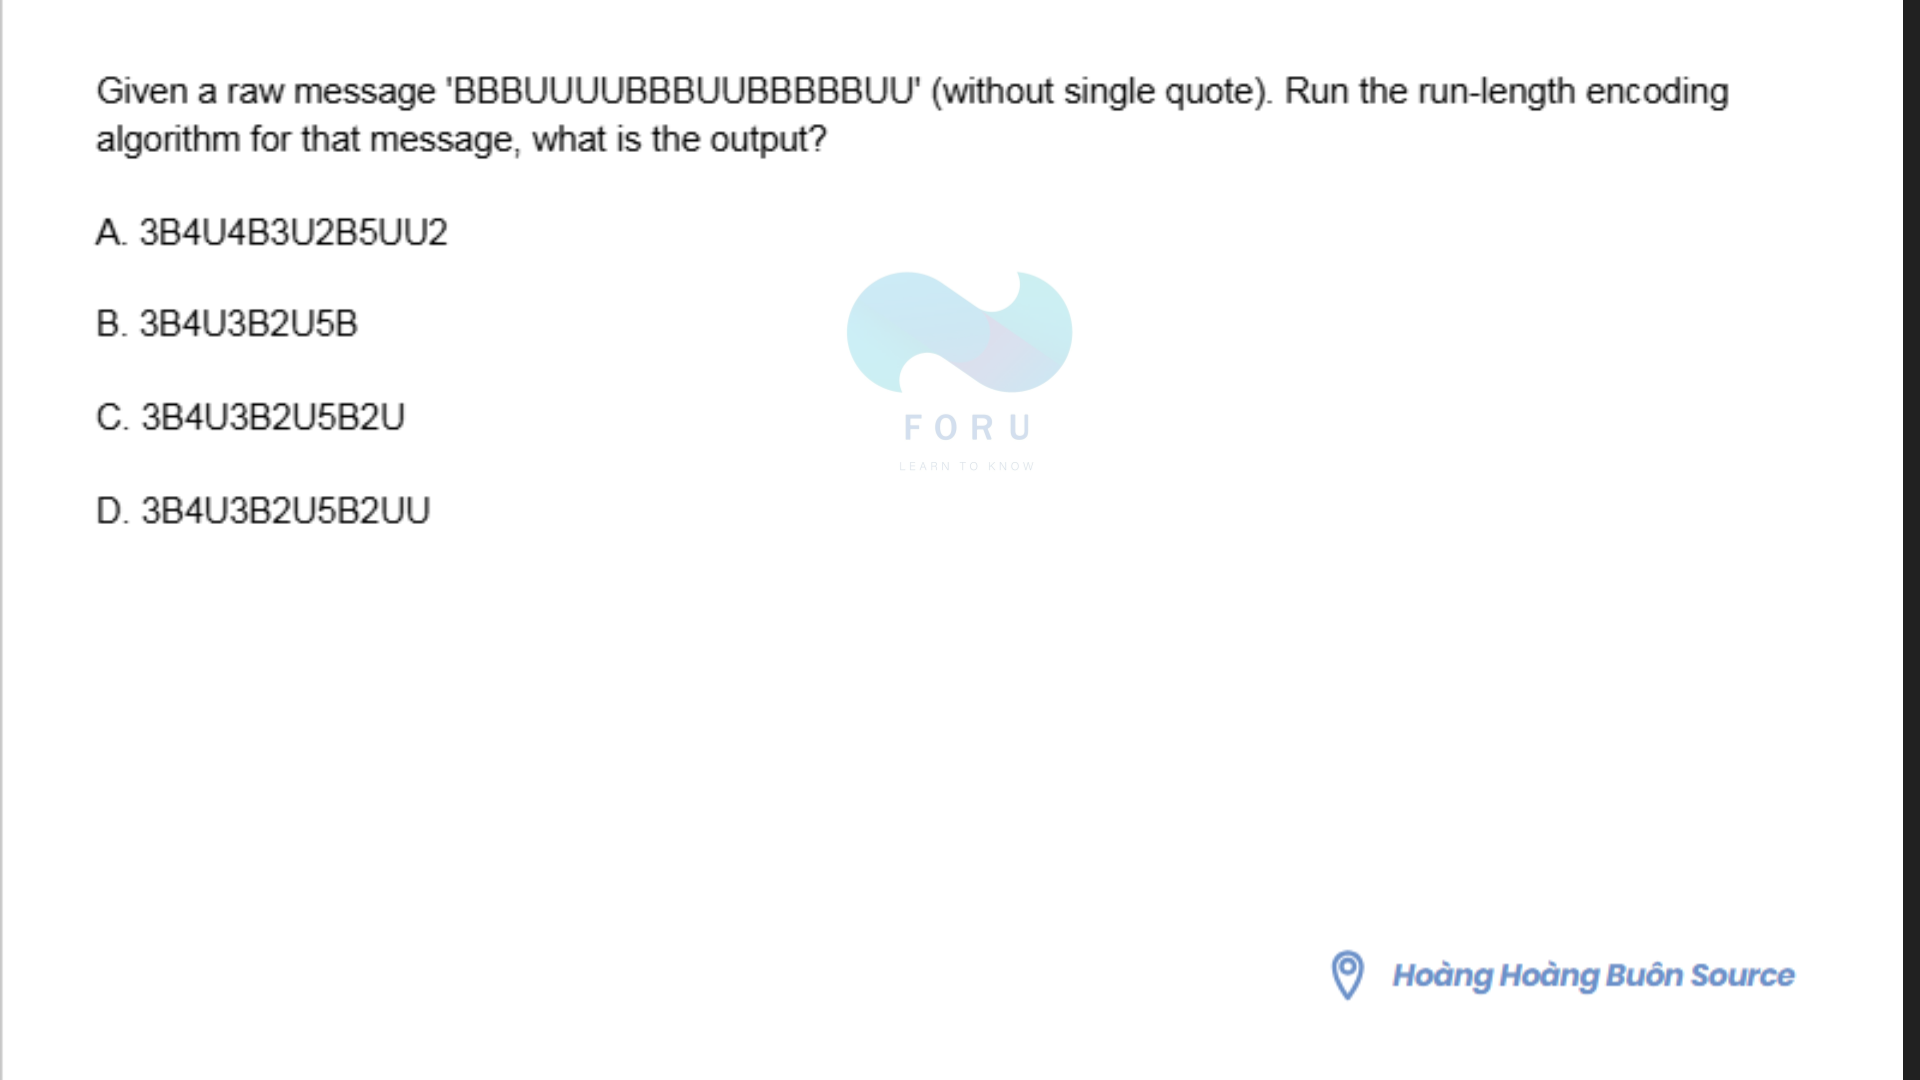 Given a raw message 'BBBUUUUBBBUUBBBBBUU' (without single quote). Run the run-length encoding
algorithm for that message, what is the output?
A. 3B4U4B3U2B5UU2
B. 3B4U3B2U5B
C. 3B4U3B2U5B2U
D. 3B4U3B2U5B2UU
FORU
LEARN TO KNOW
Hoàng Hoàng Buôn Source